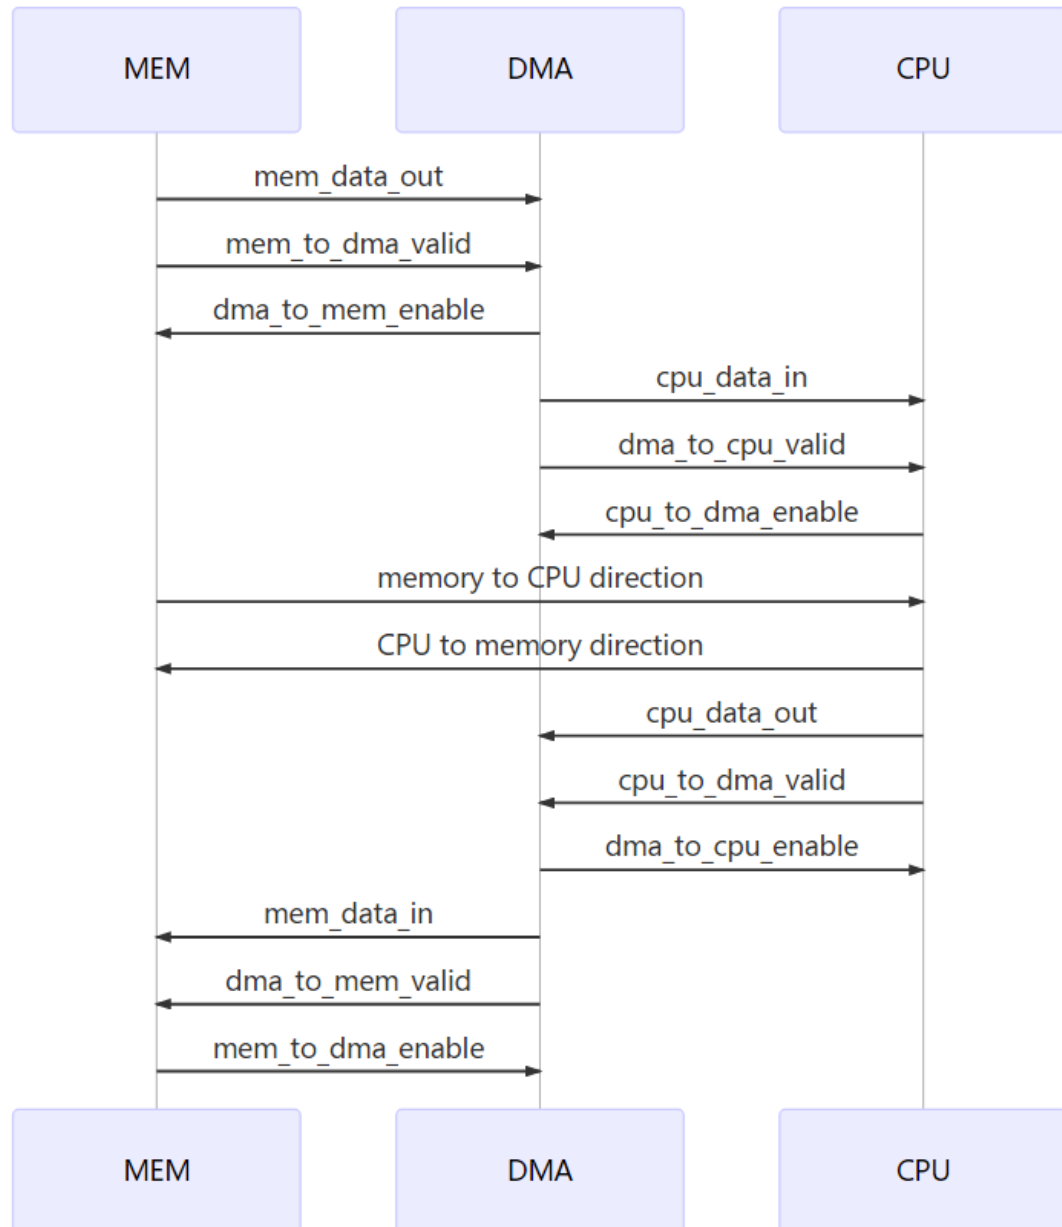 MEM DMA CPU
mem_data_out
mem_to_dma_valid
dma_to_mem_enable
cpu_data_in
dma_to_cpu_valid
cpu_to_dma_enable
memory to CPU direction
CPU to memory direction
cpu_data_out
cpu_to_dma_valid
dma_to_cpu_enable
mem_data_in
dma_to_mem_valid
mem_to_dma_enable
MEM DMA CPU